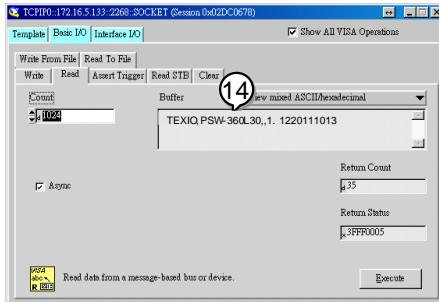 TCPIP0::172.16.5.133::2268::SOCKET (Session 0x02DC0678)
Template Basic I/O Interface I/O
Show All VISA Operations
Write From File Read To File
Write Read Assert Trigger Read STB Clear
Count Buffer 14 iew mixed ASCII/hexadecimal
d 1024
TEXIO, PSW-360L30,,1. 1220111013
Return Count
Async
d 35
Return Status
x 3FFF0005
VISA
abc
R
Read data from a message-based bus or device.
Execute